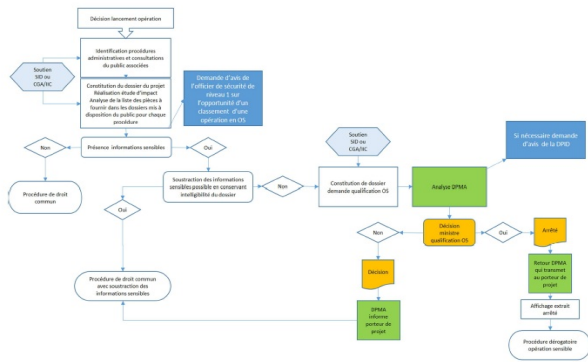 Décision lancement opération
Identification procédures
administratives et consultations
du public associées
Soutien
SID ou
CGA/IIC
Constitution du dossier du projet
Réalisation étude d'impact
Analyse de la liste des pièces à
fournir dans les dossiers mis à
disposition du public pour chaque
procédure
Demande d'avis de
l'officier de sécurité de
niveau 1 sur
l'opportunité d'un
classement d'une
opération en OS
Présence informations sensibles
Non
Oui
Procédure de droit
commun
Soustraction des informations
sensibles possible en conservant
intelligibilité du dossier
Non
Soutien
SID ou
CGA/IIC
Constitution de dossier
demande qualification OS
Analyse DPMA
Si nécessaire demande
d'avis de la DPID
Oui
Non
Décision
ministre
qualification OS
Oui
Arrêté
Décision
Retour DPMA
qui transmet
au porteur de
projet
Procédure de droit commun
avec soustraction des
informations sensibles
DPMA
informe
porteur de
projet
Affichage extrait
arrêté
Procédure dérogatoire
opération sensible